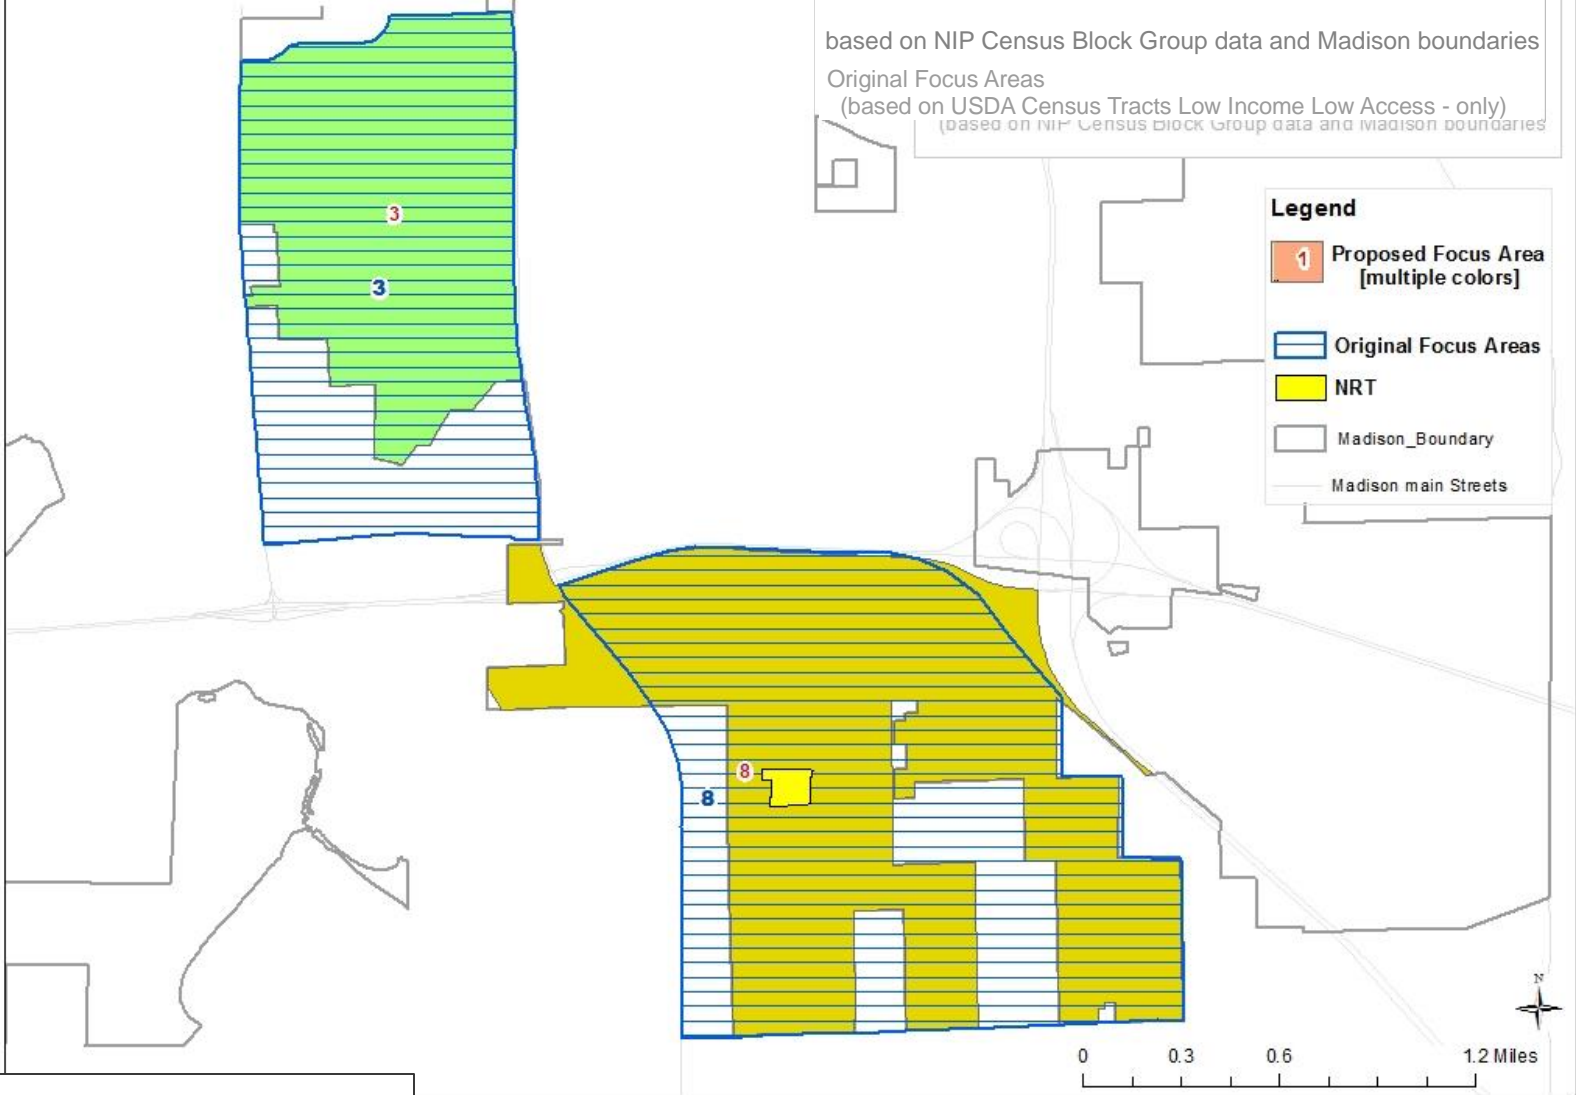 based on NIP Census Block Group data and Madison boundaries
Original Focus Areas
(based on USDA Census Tracts Low Income Low Access - only)
(based on NIP Census Block Group data and Madison boundaries
Legend
1
Proposed Focus Area
[multiple colors]
Original Focus Areas
NRT
Madison_Boundary
Madison main Streets
3
3
8
8
N
0 0.3 0.6 1.2 Miles